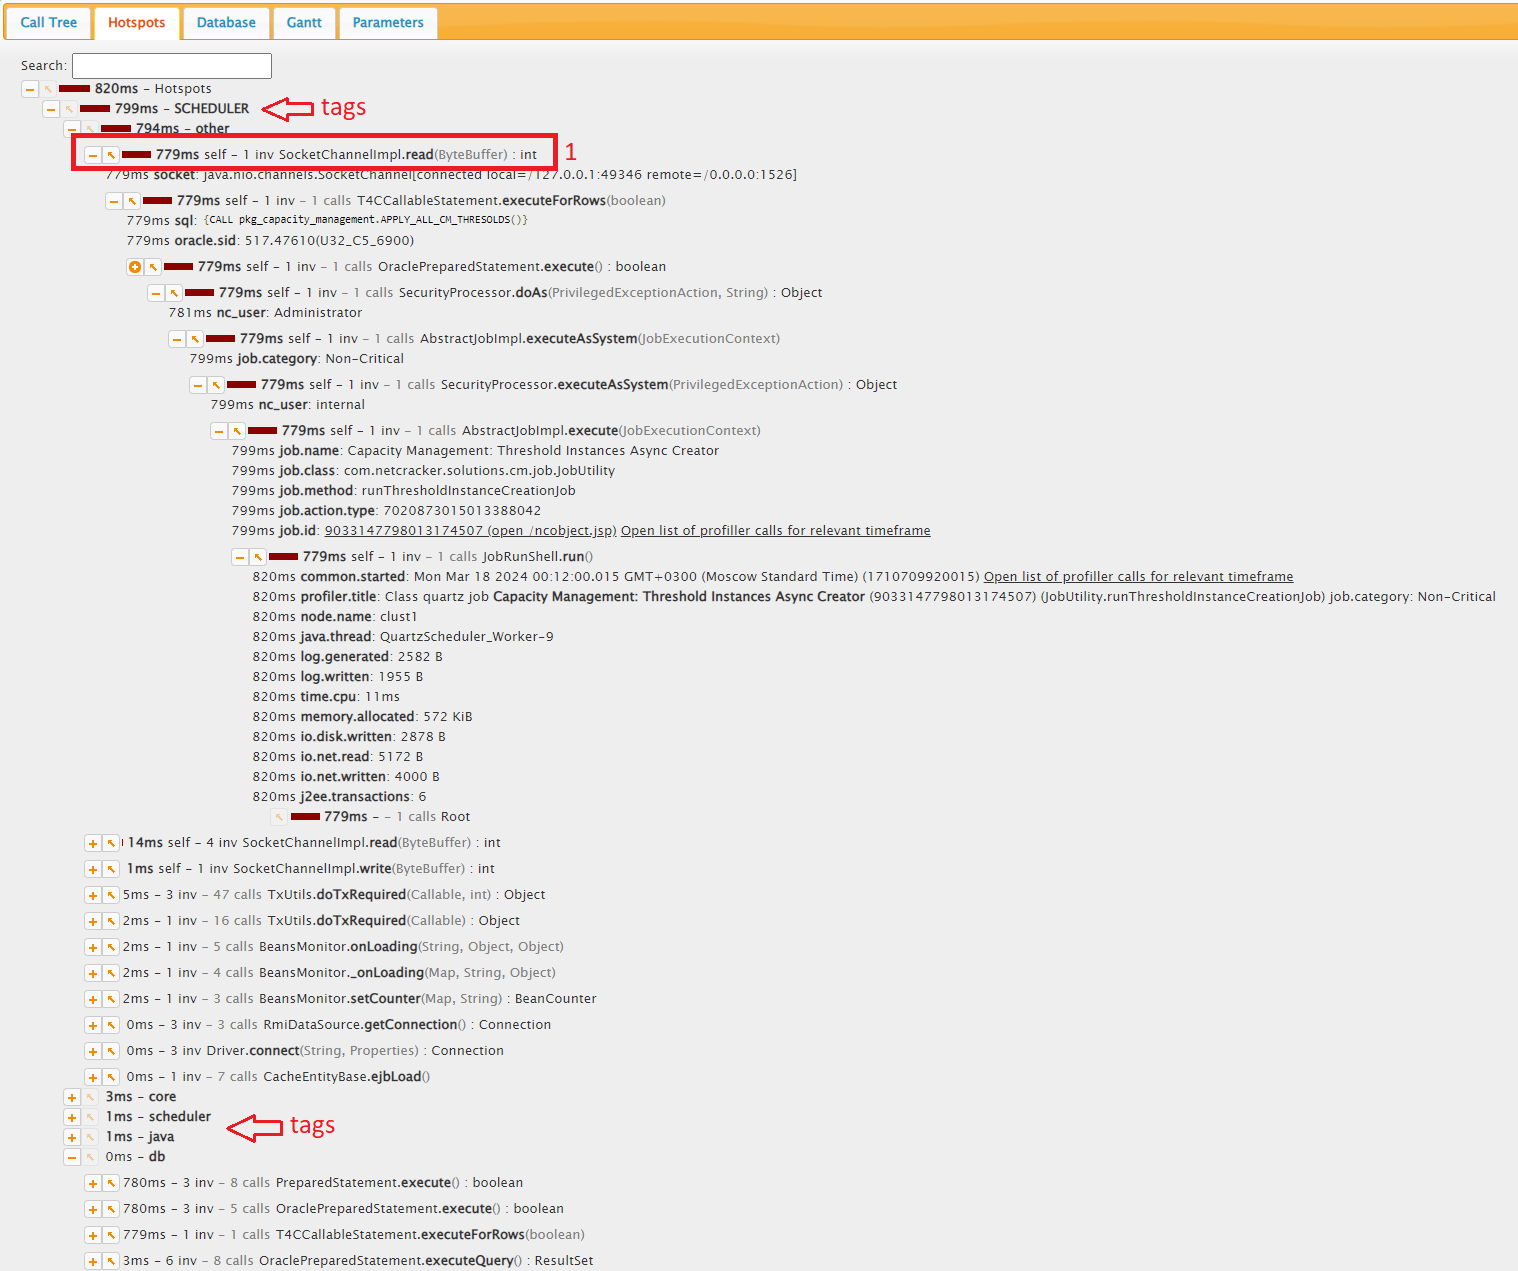 Call Tree Hotspots Database Gantt Parameters
Search:
820ms – Hotspots
799ms – SCHEDULER tags
794ms – other
779ms self – 1 inv SocketChannelImpl.read(ByteBuffer) : int 1
779ms socket: java.nio.channels.SocketChannel[connected local=/127.0.0.1:49346 remote=/0.0.0.0:1526]
779ms self – 1 inv – 1 calls T4CCallableStatement.executeForRows(boolean)
779ms sql: {CALL pkg_capacity_management.APPLY_ALL_CM_THRESOLDS()}
779ms oracle.sid: 517.47610(U32_C5_6900)
779ms self – 1 inv – 1 calls OraclePreparedStatement.execute() : boolean
779ms self – 1 inv – 1 calls SecurityProcessor.doAs(PrivilegedExceptionAction, String) : Object
781ms nc_user: Administrator
779ms self – 1 inv – 1 calls AbstractJobImpl.executeAsSystem(JobExecutionContext)
799ms job.category: Non-Critical
779ms self – 1 inv – 1 calls SecurityProcessor.executeAsSystem(PrivilegedExceptionAction) : Object
799ms nc_user: internal
779ms self – 1 inv – 1 calls AbstractJobImpl.execute(JobExecutionContext)
799ms job.name: Capacity Management: Threshold Instances Async Creator
799ms job.class: com.netcracker.solutions.cm.job.JobUtility
799ms job.method: runThresholdInstanceCreationJob
799ms job.action.type: 7020873015013388042
799ms job.id: 9033147798013174507 (open /ncobject.jsp) Open list of profiller calls for relevant timeframe
779ms self – 1 inv – 1 calls JobRunShell.run()
820ms common.started: Mon Mar 18 2024 00:12:00.015 GMT+0300 (Moscow Standard Time) (1710709920015) Open list of profiller calls for relevant timeframe
820ms profiler.title: Class quartz job Capacity Management: Threshold Instances Async Creator (9033147798013174507) (JobUtility.runThresholdInstanceCreationJob) job.category: Non-Critical
820ms node.name: clust1
820ms java.thread: QuartzScheduler_Worker-9
820ms log.generated: 2582 B
820ms log.written: 1955 B
820ms time.cpu: 11ms
820ms memory.allocated: 572 KiB
820ms io.disk.written: 2878 B
820ms io.net.read: 5172 B
820ms io.net.written: 4000 B
820ms j2ee.transactions: 6
779ms – – 1 calls Root
14ms self – 4 inv SocketChannelImpl.read(ByteBuffer) : int
1ms self – 1 inv SocketChannelImpl.write(ByteBuffer) : int
5ms – 3 inv – 47 calls TxUtils.doTxRequired(Callable, int) : Object
2ms – 1 inv – 16 calls TxUtils.doTxRequired(Callable) : Object
2ms – 1 inv – 5 calls BeansMonitor.onLoading(String, Object, Object)
2ms – 1 inv – 4 calls BeansMonitor._onLoading(Map, String, Object)
2ms – 1 inv – 3 calls BeansMonitor.setCounter(Map, String) : BeanCounter
0ms – 3 inv – 3 calls RmiDataSource.getConnection() : Connection
0ms – 3 inv Driver.connect(String, Properties) : Connection
0ms – 1 inv – 7 calls CacheEntityBase.ejbLoad()
3ms – core
1ms – scheduler
tags
1ms – java
0ms – db
780ms – 3 inv – 8 calls PreparedStatement.execute() : boolean
780ms – 3 inv – 5 calls OraclePreparedStatement.execute() : boolean
779ms – 1 inv – 1 calls T4CCallableStatement.executeForRows(boolean)
3ms – 6 inv – 8 calls OraclePreparedStatement.executeQuery() : ResultSet